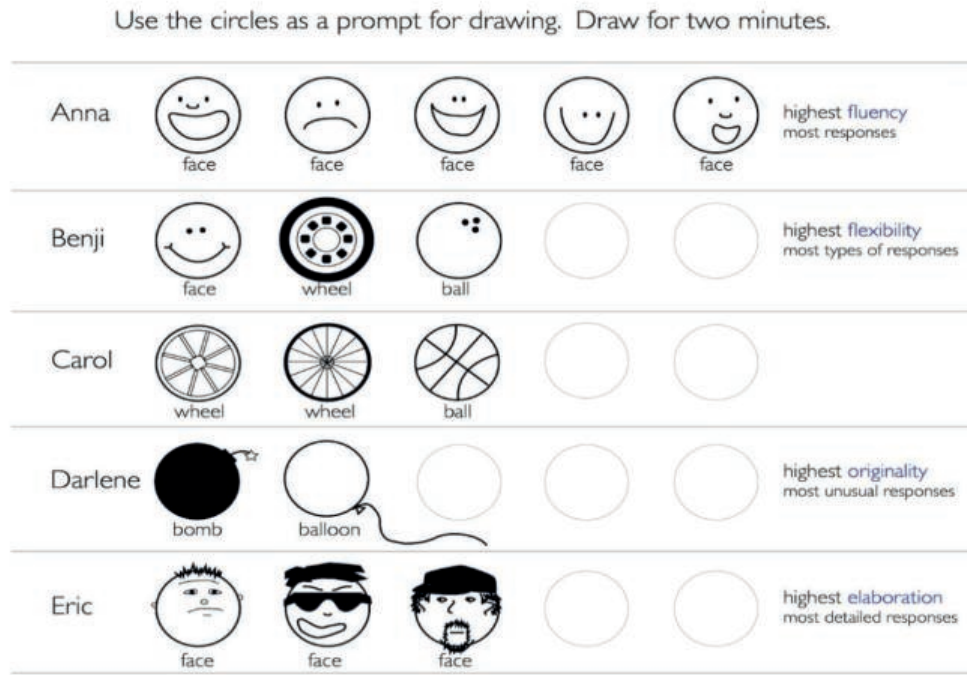 Use the circles as a prompt for drawing. Draw for two minutes.
Anna
face face face face face
highest fluency
most responses
Benji
face wheel ball
highest flexibility
most types of responses
Carol
wheel wheel ball
Darlene
bomb balloon
highest originality
most unusual responses
Eric
face face face
highest elaboration
most detailed responses